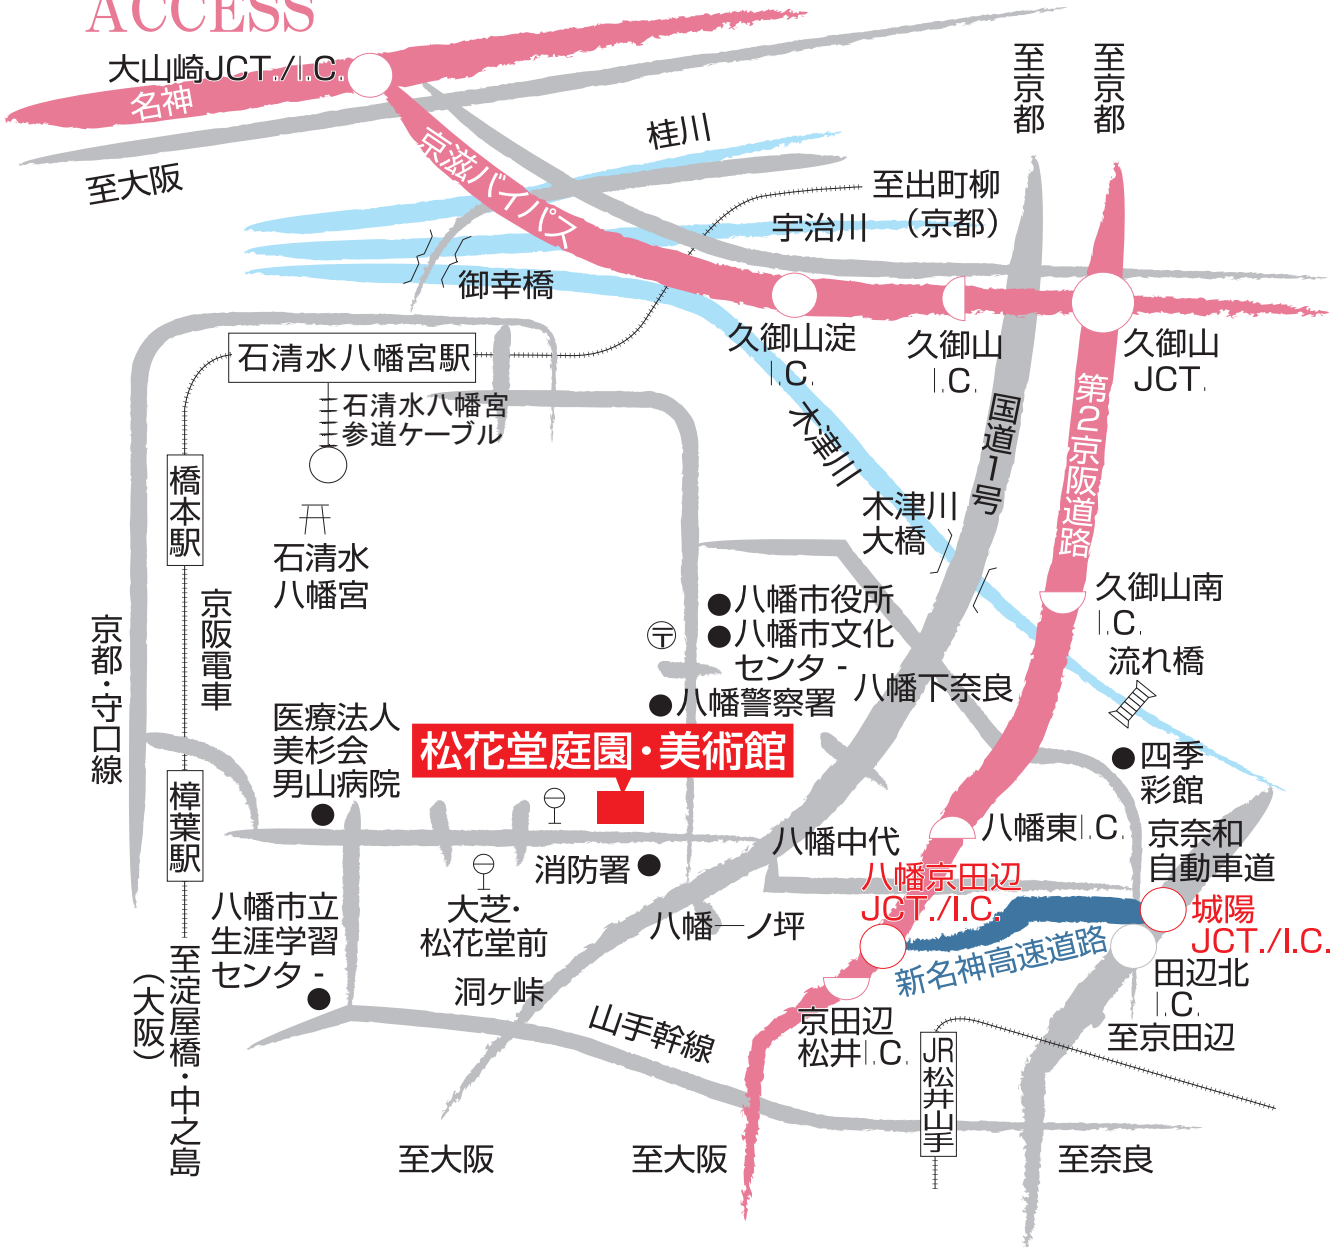 ACCESS
大山崎JCT./I.C.
名神
至大阪
京滋バイパス
桂川
至京都
至京都
至出町柳
（京都）
宇治川
御幸橋
久御山淀
I.C.
久御山
I.C.
久御山
JCT.
石清水八幡宮駅
石清水八幡宮
参道ケーブル
木津川
国道1号
第2京阪道路
橋本駅
石清水
八幡宮
木津川
大橋
京都・守口線
京阪電車
八幡市役所
八幡市文化
センター
〒
八幡警察署
八幡下奈良
久御山南
I.C.
流れ橋
四季
彩館
医療法人
美杉会
男山病院
松花堂庭園・美術館
樟葉駅
消防署
八幡中代
八幡東I.C.
京奈和
自動車道
八幡京田辺
JCT./I.C.
城陽
JCT./I.C.
八幡市立
生涯学習
センター
大芝・
松花堂前
八幡一ノ坪
新名神高速道路
田辺北
I.C.
至京田辺
洞ヶ峠
山手幹線
京田辺
松井I.C.
JR松井山手
至淀屋橋・中之島
（大阪）
至大阪
至大阪
至奈良